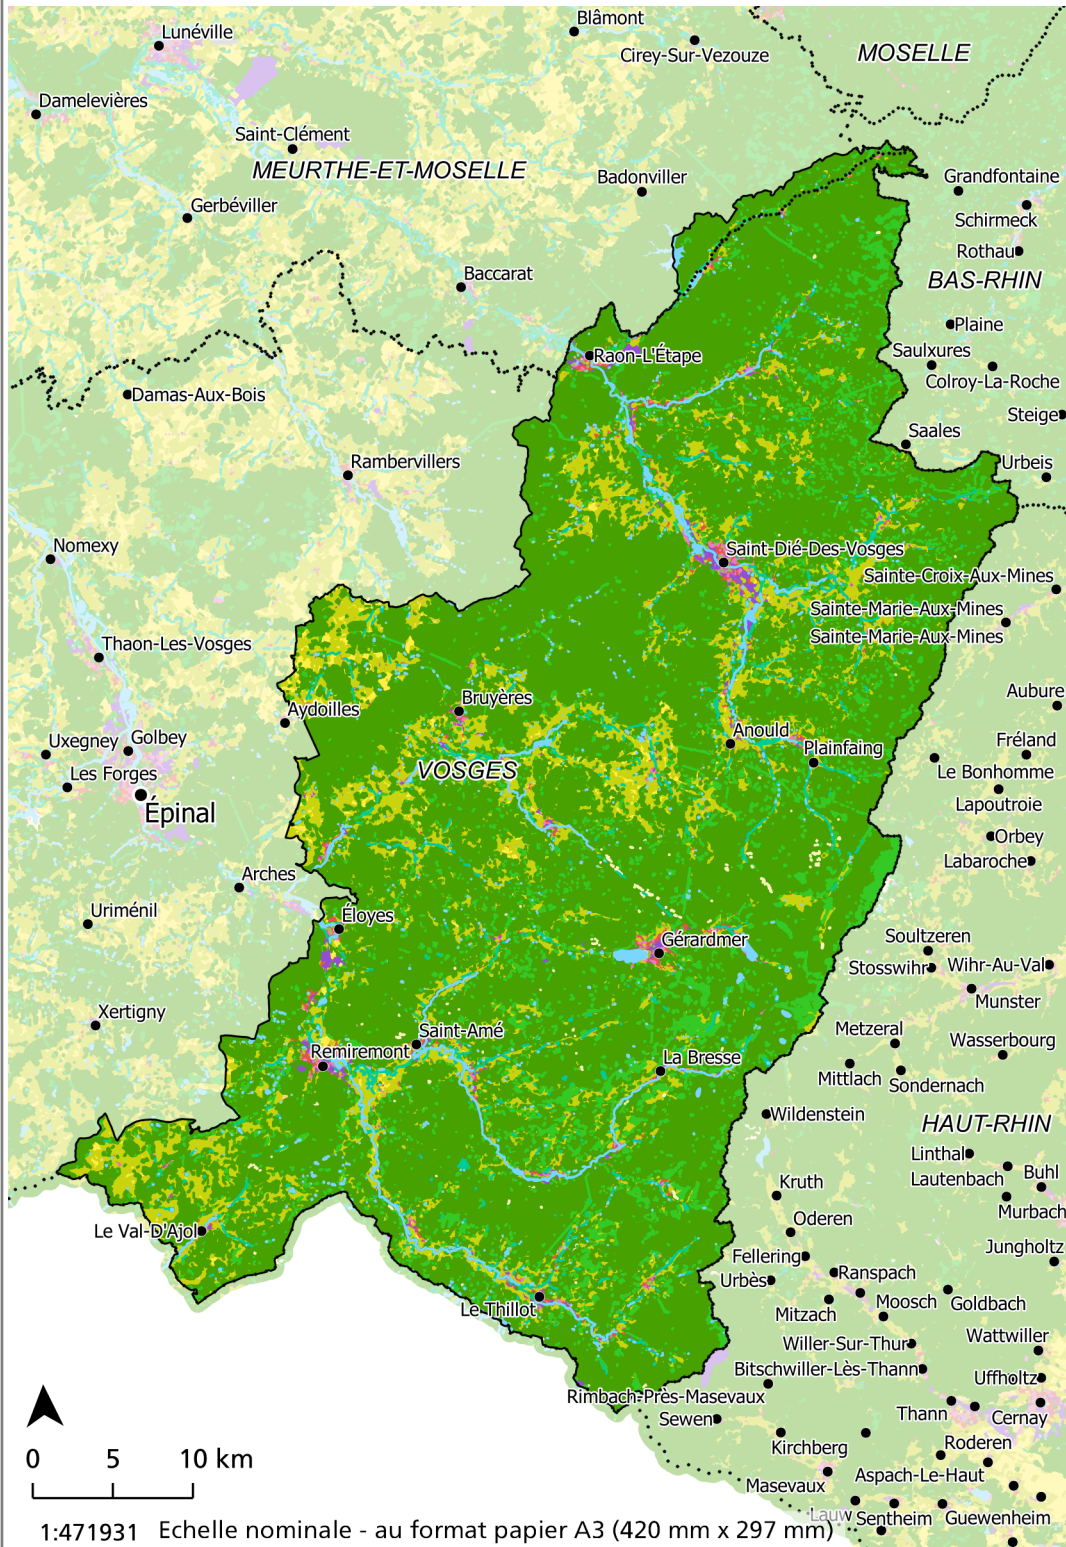 Blâmont
Lunéville
MOSELLE
Cirey-Sur-Vezouze
Damelevières
Saint-Clément
MEURTHE-ET-MOSELLE
Badonviller
Grandfontaine
Gerbéviller
Schirmeck
Rothau
Baccarat
BAS-RHIN
Plaine
Raon-L'Étape
Saulxures
Colroy-La-Roche
Damas-Aux-Bois
Steige
Saales
Rambervillers
Urbeis
Nomexy
Saint-Dié-Des-Vosges
Sainte-Croix-Aux-Mines
Sainte-Marie-Aux-Mines
Sainte-Marie-Aux-Mines
Thaon-Les-Vosges
Aubure
Bruyères
Aydoilles
Anould
Uxegney
Golbey
Fréland
Plainfaing
VOSGES
Les Forges
Le Bonhomme
Lapoutroie
Épinal
Orbey
Labaroche
Arches
Uriménil
Éloyes
Soultzeren
Gérardmer
Stosswihr
Wihr-Au-Val
Munster
Xertigny
Saint-Amé
Metzeral
Wasserbourg
Remiremont
La Bresse
Mittlach
Sondernach
Wildenstein
HAUT-RHIN
Linthal
Lautenbach
Buhl
Kruth
Murbach
Oderen
Le Val-D'Ajol
Jungholtz
Fellering
Ranspach
Urbès
Le Thillot
Mitzach
Moosch
Goldbach
Willer-Sur-Thur
Wattwiller
Bitschwiller-Lès-Thann
Uffholtz
Rimbach-Près-Masevaux
Sewen
Thann
Cernay
Kirchberg
Roderen
0 5 10 km
Aspach-Le-Haut
Masevaux
Lauw
Sentheim
Guewenheim
1:471931 Echelle nominale - au format papier A3 (420 mm x 297 mm)